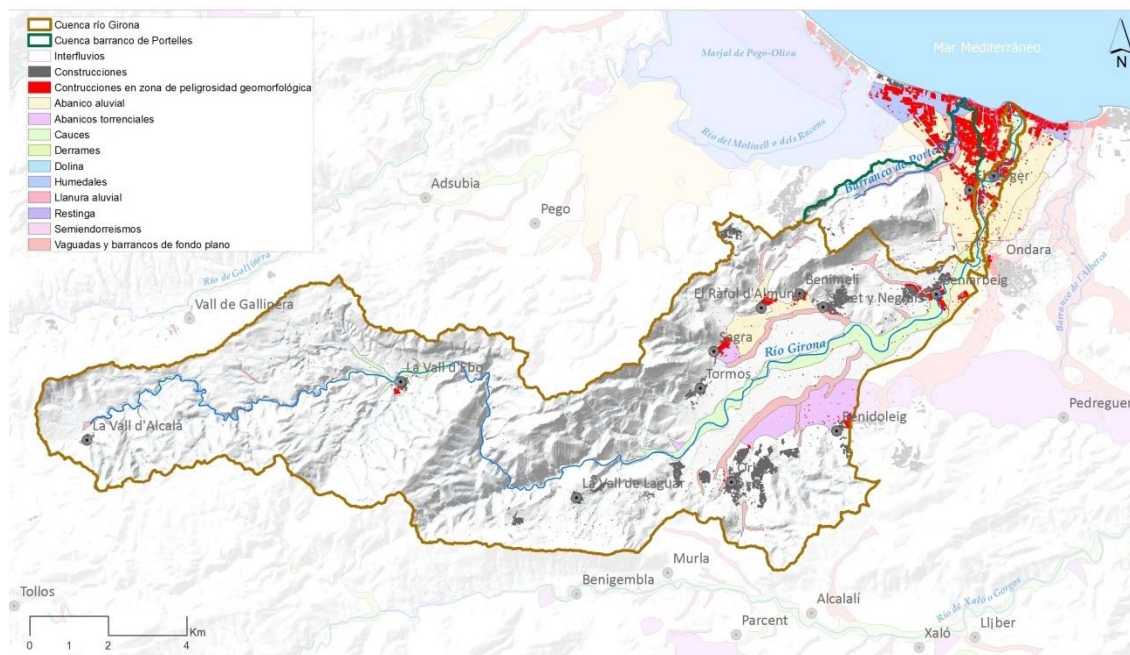 Cuenca río Girona
Cuenca barranco de Portelles
Interfluvios
Construcciones
Contrucciones en zona de peligrosidad geomorfológica
Abanico aluvial
Abanicos torrenciales
Cauces
Derrames
Dolina
Humedales
Llanura aluvial
Restinga
Semiendorreismos
Vaguadas y barrancos de fondo plano
Mar Mediterráneo
N
Marjal de Pego-Oliva
Río del Molinell o dels Racons
Barranco de Portelles
Adsubia
Pego
Ondara
Río de Gallinera
Vall de Gallinera
Benimeli
Beniarbeig
El Ràfol d'Almunia
Barranco de l'Alberca
Sagra
Río Girona
La Vall d'Ebo
Tormos
Pedreguer
La Vall d'Alcalà
Benidoleig
La Vall de Laguar
Murla
Tollos
Benigembla
Alcalalí
Río de Xaló o Gorgos
Parcent
Llíber
Xaló
0 1 2 4
Km